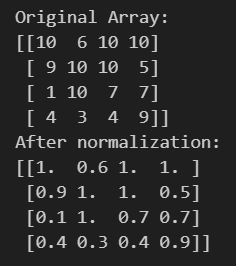 Original Array:
[[10  6 10 10]
 [ 9 10 10  5]
 [ 1 10  7  7]
 [ 4  3  4  9]]
After normalization:
[[1.  0.6 1.  1. ]
 [0.9 1.  1.  0.5]
 [0.1 1.  0.7 0.7]
 [0.4 0.3 0.4 0.9]]